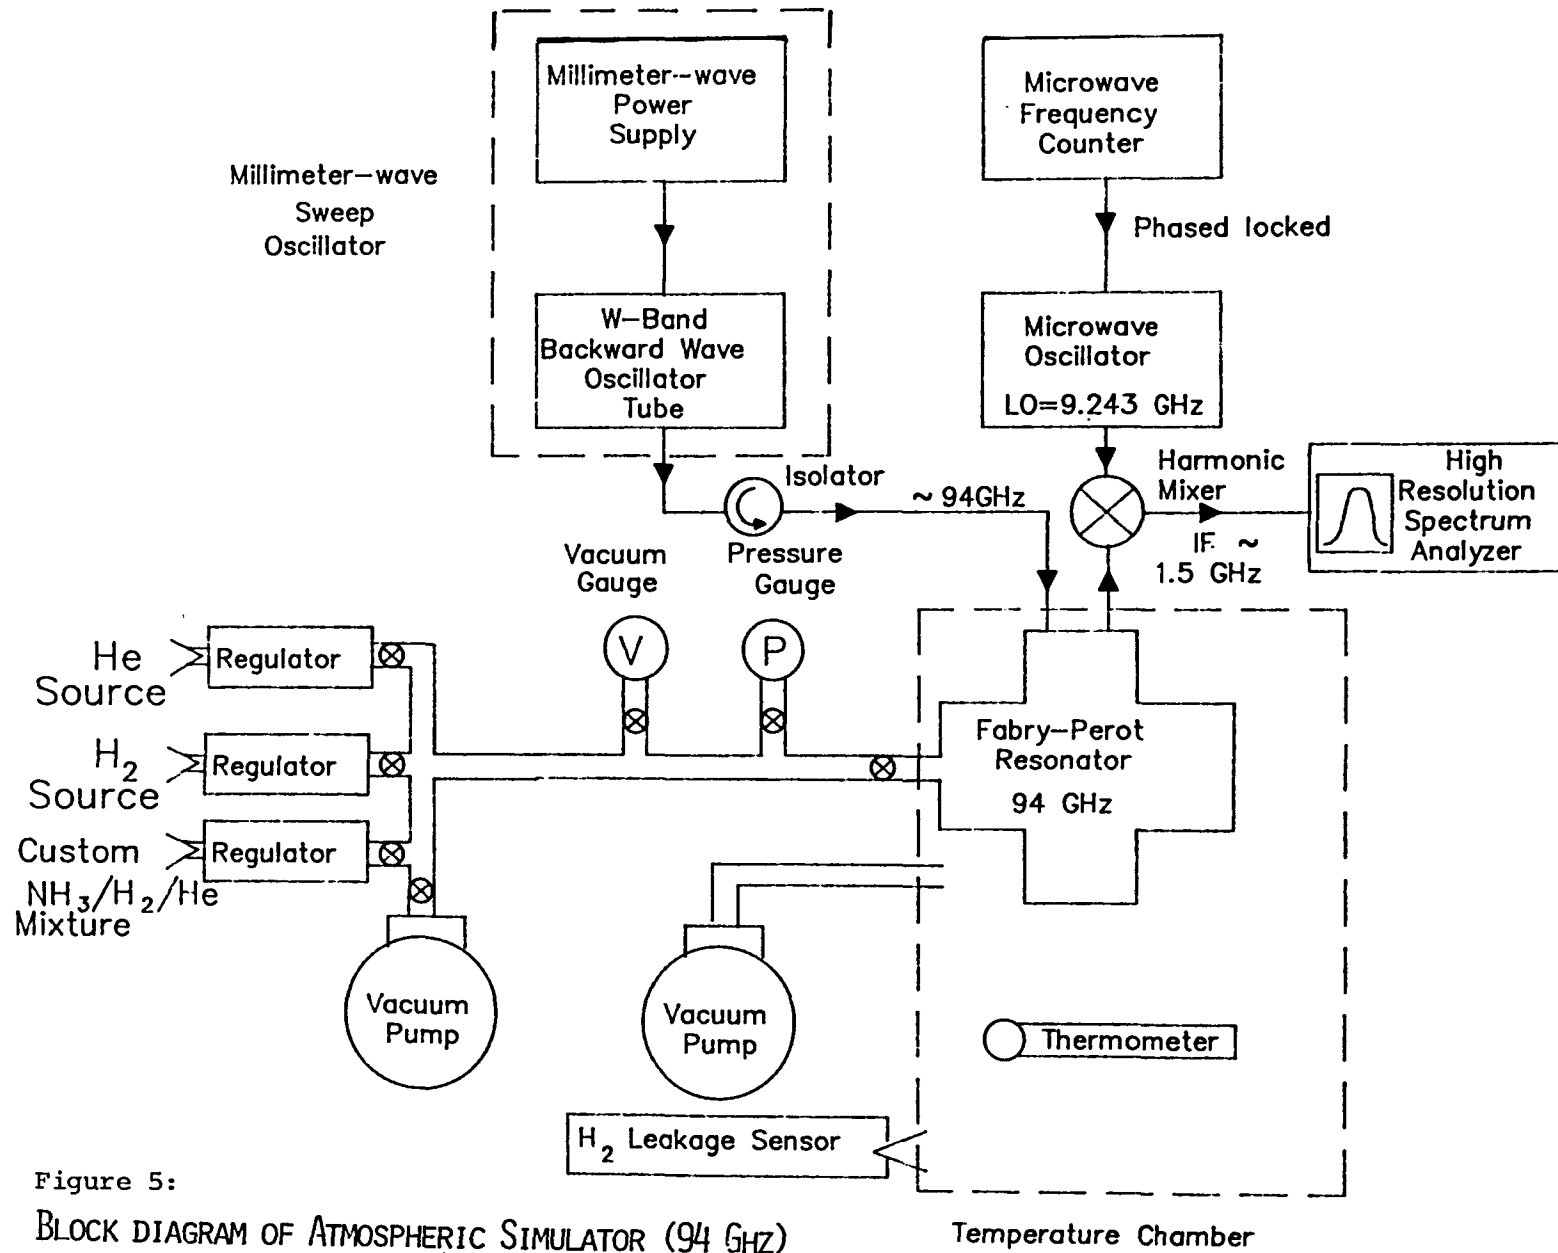 Millimeter--wave
Power
Supply
Microwave
Frequency
Counter
Millimeter-wave
Sweep
Oscillator
Phased locked
W-Band
Backward Wave
Oscillator
Tube
Microwave
Oscillator
LO=9.243 GHz
Isolator
~ 94GHz
Harmonic
Mixer
IF ~
1.5 GHz
High
Resolution
Spectrum
Analyzer
Vacuum
Gauge
Pressure
Gauge
V
P
He
Source
Regulator
H2
Source
Regulator
Custom
NH3/H2/He
Mixture
Regulator
Fabry-Perot
Resonator
94 GHz
Vacuum
Pump
Vacuum
Pump
Thermometer
H2 Leakage Sensor
Figure 5:
BLOCK DIAGRAM OF ATMOSPHERIC SIMULATOR (94 GHZ)
Temperature Chamber